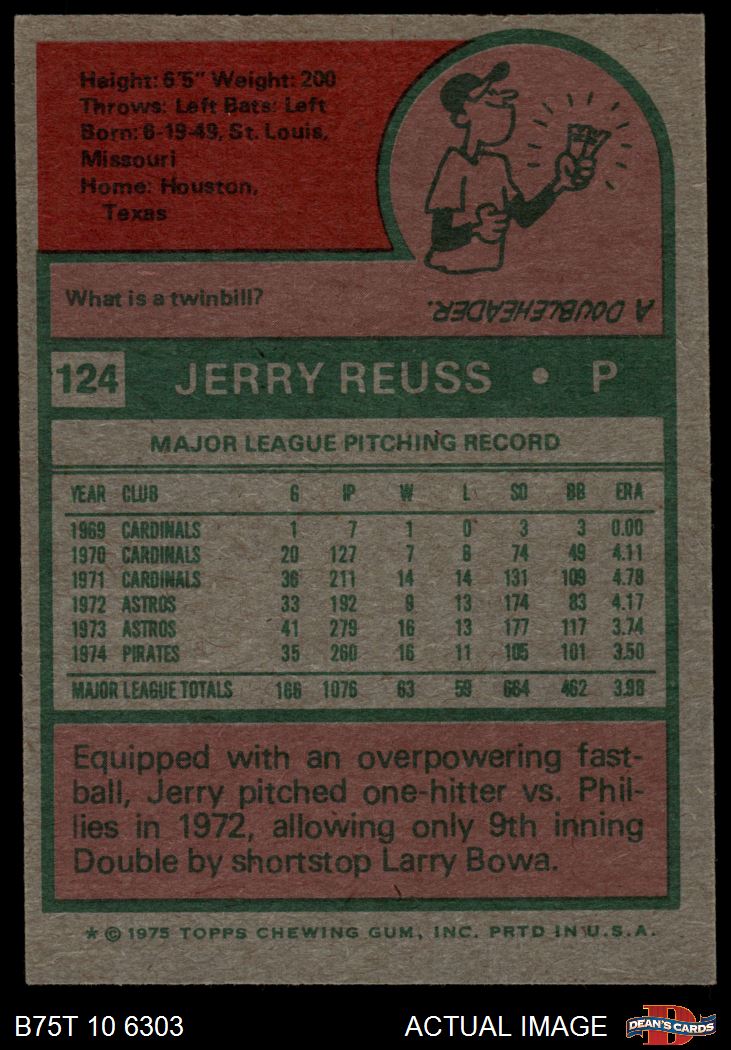 Height: 6'5" Weight: 200
Throws: Left Bats: Left
Born: 6-19-49, St. Louis,
Missouri
Home: Houston,
Texas
What is a twinbill?
A DOUBLEHEADER.
124 JERRY REUSS • P
MAJOR LEAGUE PITCHING RECORD
YEAR CLUB G IP W L SO BB ERA
1969 CARDINALS 1 7 1 0 3 3 0.00
1970 CARDINALS 20 127 7 8 74 49 4.11
1971 CARDINALS 36 211 14 14 131 109 4.78
1972 ASTROS 33 192 9 13 174 83 4.17
1973 ASTROS 41 279 16 13 177 117 3.74
1974 PIRATES 35 260 16 11 105 101 3.50
MAJOR LEAGUE TOTALS 166 1076 63 59 664 462 3.98
Equipped with an overpowering fast-
ball, Jerry pitched one-hitter vs. Phil-
lies in 1972, allowing only 9th inning
Double by shortstop Larry Bowa.
* © 1975 TOPPS CHEWING GUM, INC. PRTD IN U.S.A.
B75T 10 6303 ACTUAL IMAGE D DEAN'S CARDS